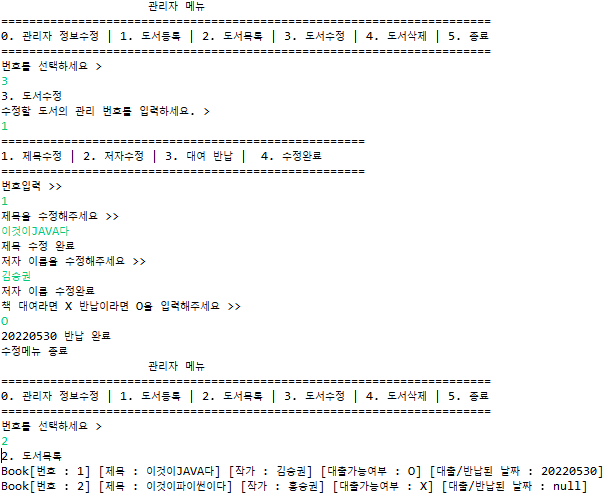 관리자 메뉴
======================================================================
0. 관리자 정보수정 | 1. 도서등록 | 2. 도서목록 | 3. 도서수정 | 4. 도서삭제 | 5. 종료
======================================================================
번호를 선택하세요 >
3
3. 도서수정
수정할 도서의 관리 번호를 입력하세요. >
1
====================================================
1. 제목수정 | 2. 저자수정 | 3. 대여 반납 |  4. 수정완료
====================================================
번호입력 >>
1
제목을 수정해주세요 >>
이것이JAVA다
제목 수정 완료
저자 이름을 수정해주세요 >>
김승권
저자 이름 수정완료
책 대여라면 X 반납이라면 O을 입력해주세요 >>
O
20220530 반납 완료
수정메뉴 종료
관리자 메뉴
======================================================================
0. 관리자 정보수정 | 1. 도서등록 | 2. 도서목록 | 3. 도서수정 | 4. 도서삭제 | 5. 종료
======================================================================
번호를 선택하세요 >
2
2. 도서목록
Book[번호 : 1] [제목 : 이것이JAVA다] [작가 : 김승권] [대출가능여부 : O] [대출/반납된 날짜 : 20220530]
Book[번호 : 2] [제목 : 이것이파이썬이다] [작가 : 홍승권] [대출가능여부 : X] [대출/반납된 날짜 : null]